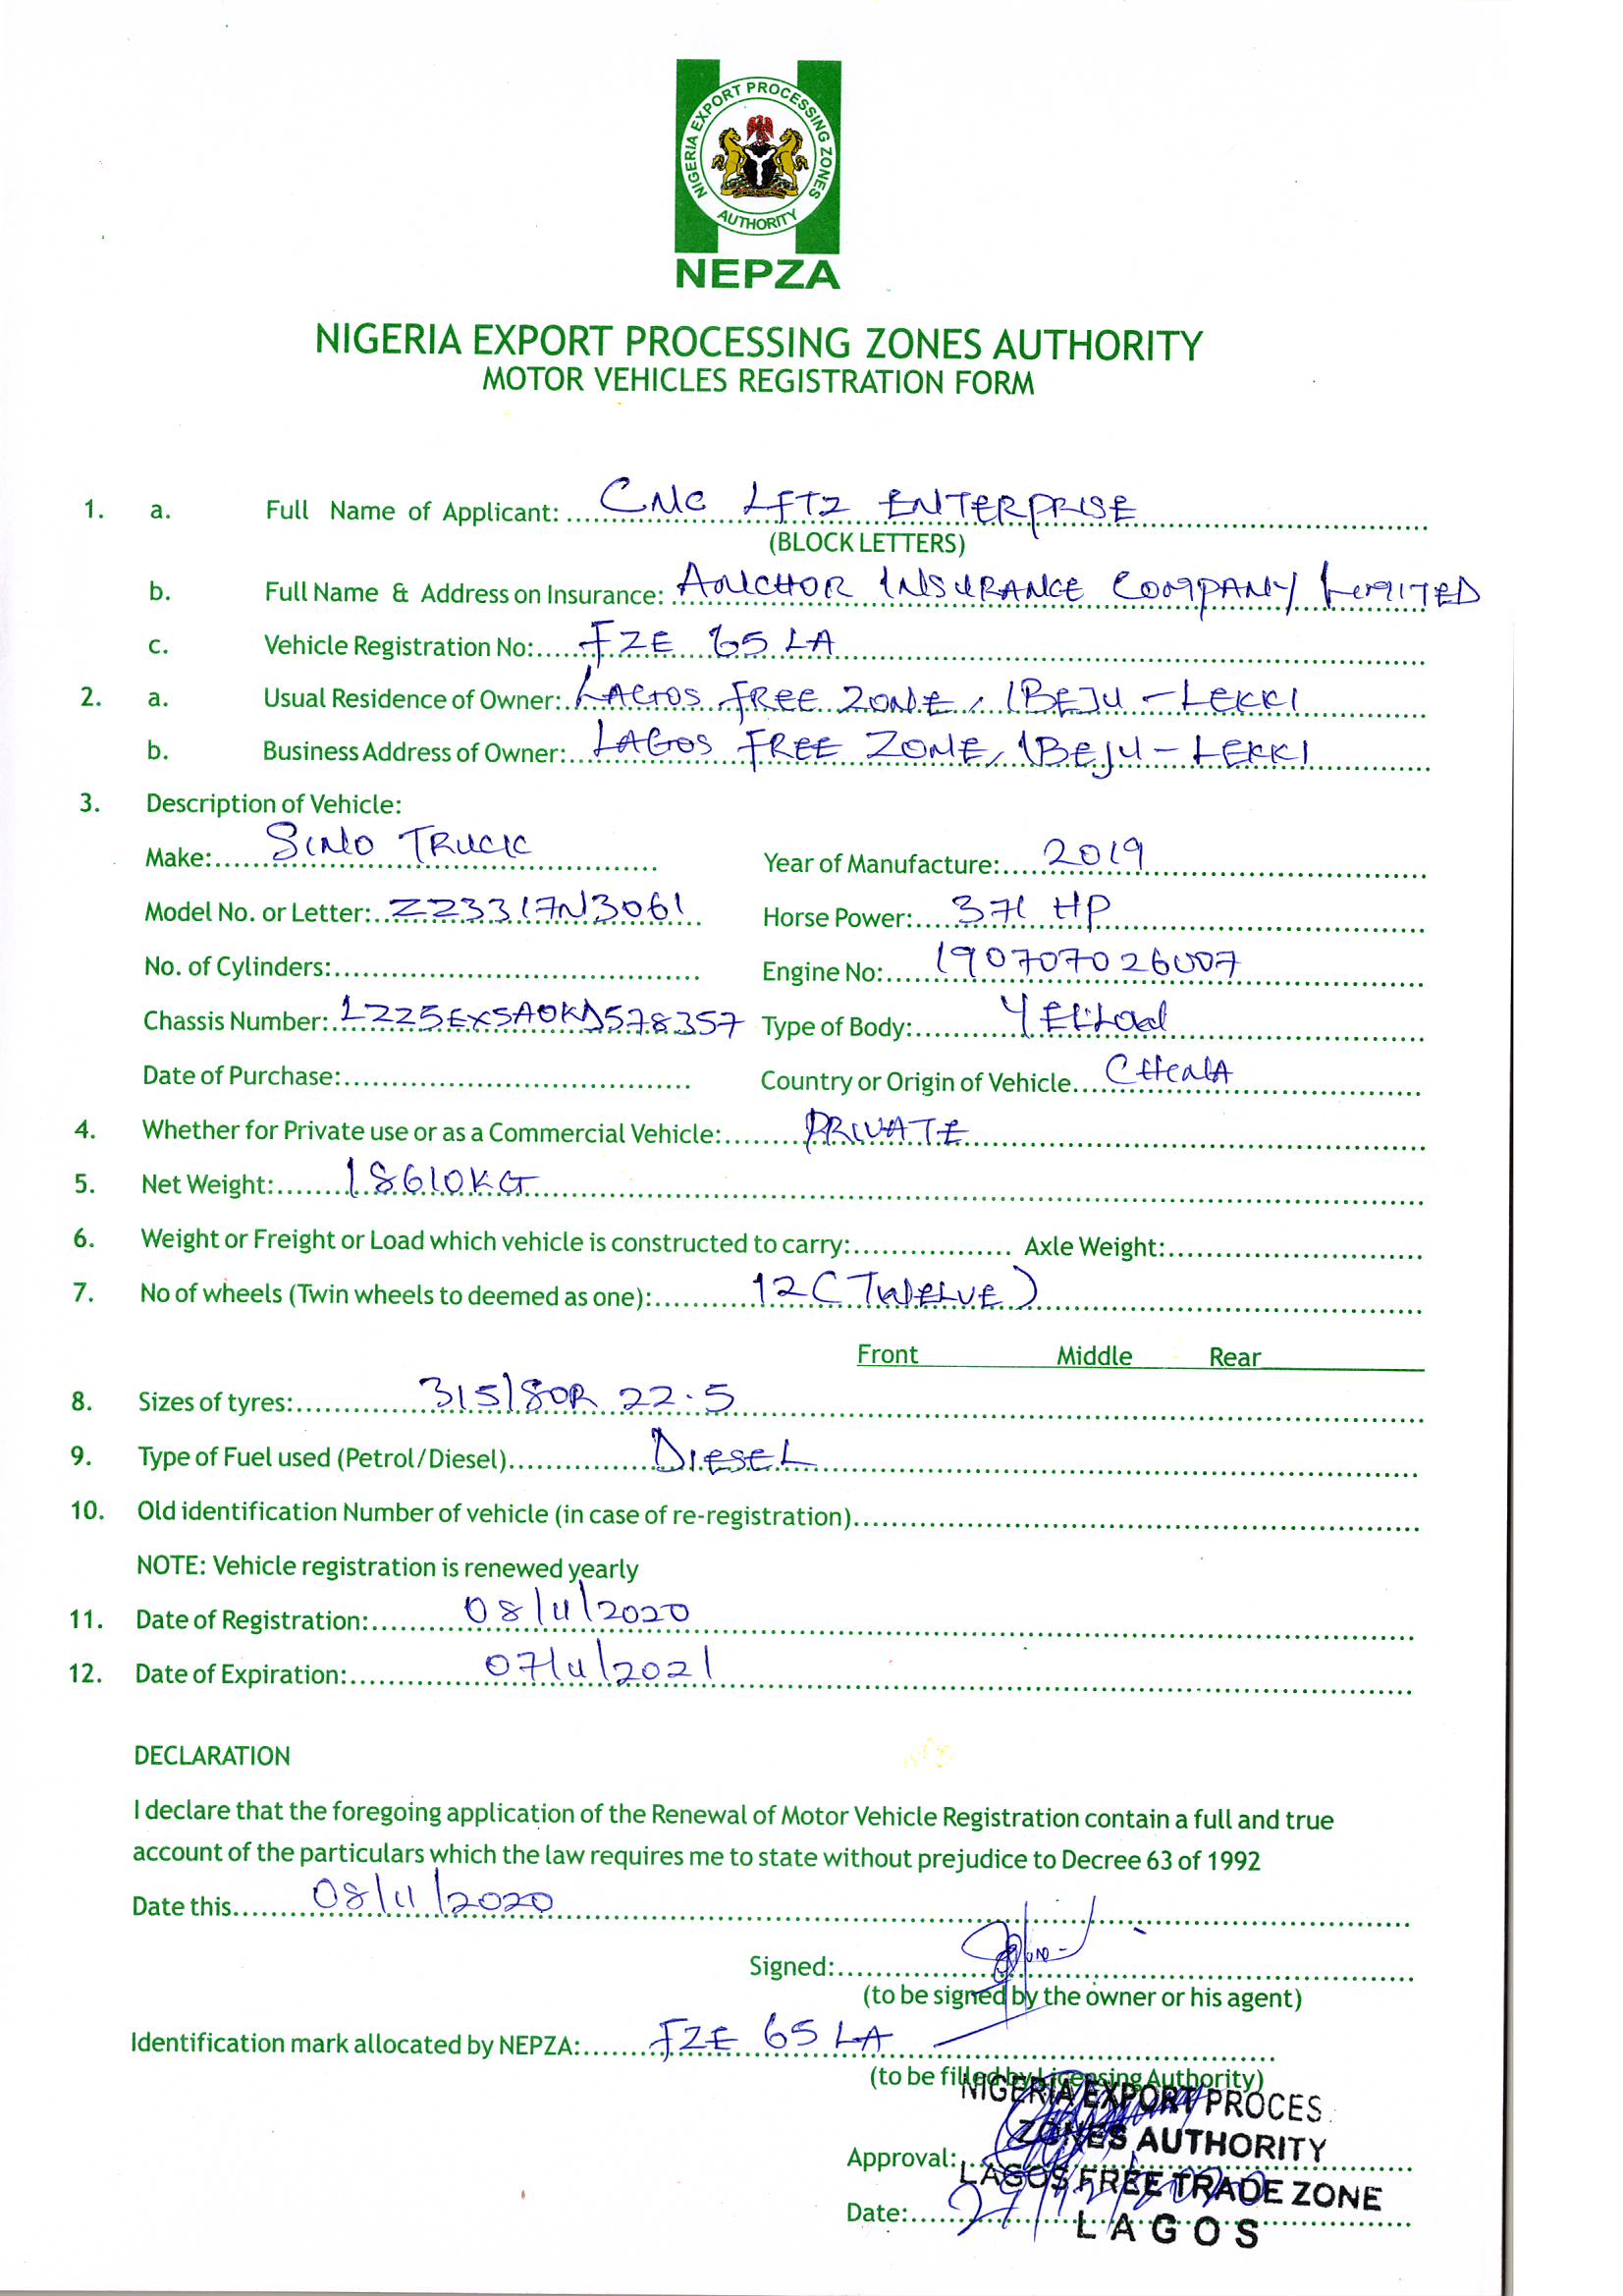 NIGERIA EXPORT PROCESSING ZONES
AUTHORITY
NEPZA
NIGERIA EXPORT PROCESSING ZONES AUTHORITY
MOTOR VEHICLES REGISTRATION FORM
1. a. Full Name of Applicant: CMC LFTZ ENTERPRISE
(BLOCK LETTERS)
b. Full Name & Address on Insurance: ANCHOR INSURANCE COMPANY LIMITED
c. Vehicle Registration No: FZE 65 LA
2. a. Usual Residence of Owner: LAGOS FREE ZONE, IBEJU - LEKKI
b. Business Address of Owner: LAGOS FREE ZONE, IBEJU - LEKKI
3. Description of Vehicle:
Make: SINO TRUCK Year of Manufacture: 2019
Model No. or Letter: ZZ3317N3061 Horse Power: 371 HP
No. of Cylinders: Engine No: 190707026007
Chassis Number: LZZ5EXSA0KD578357 Type of Body: YELLOW
Date of Purchase: Country or Origin of Vehicle CHINA
4. Whether for Private use or as a Commercial Vehicle: PRIVATE
5. Net Weight: 18610KG
6. Weight or Freight or Load which vehicle is constructed to carry: Axle Weight:
7. No of wheels (Twin wheels to deemed as one): 12 (TWELVE)
Front Middle Rear
8. Sizes of tyres: 315/80R 22.5
9. Type of Fuel used (Petrol/Diesel) DIESEL
10. Old identification Number of vehicle (in case of re-registration)
NOTE: Vehicle registration is renewed yearly
11. Date of Registration: 08/11/2020
12. Date of Expiration: 07/11/2021
DECLARATION
I declare that the foregoing application of the Renewal of Motor Vehicle Registration contain a full and true
account of the particulars which the law requires me to state without prejudice to Decree 63 of 1992
Date this 08/11/2020
Signed:
(to be signed by the owner or his agent)
Identification mark allocated by NEPZA: FZE 65 LA
(to be filled by Licensing Authority)
NIGERIA EXPORT PROCES
ZONES AUTHORITY
Approval:
LAGOS FREE TRADE ZONE
Date: 27/12/2020
LAGOS